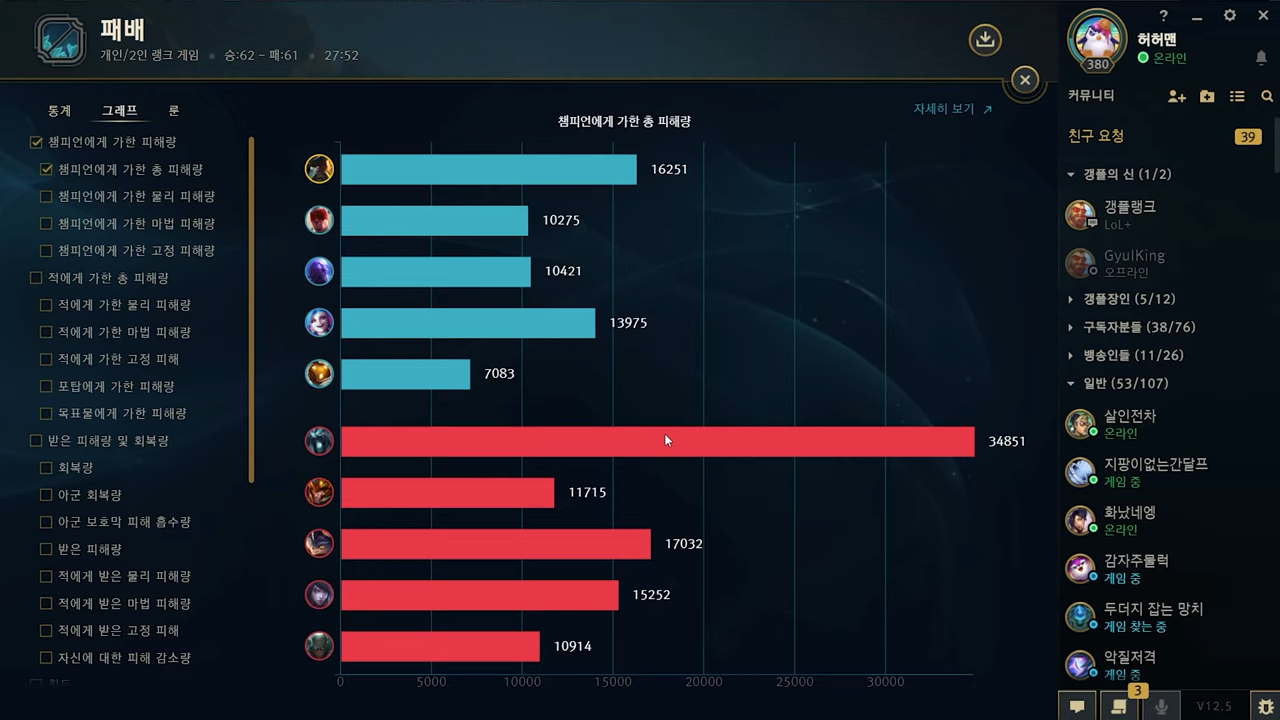 패배
개인/2인 랭크 게임 • 승:62 - 패:61 • 27:52
통계 그래프 룬
자세히 보기
챔피언에게 가한 피해량
챔피언에게 가한 총 피해량
챔피언에게 가한 물리 피해량
챔피언에게 가한 마법 피해량
챔피언에게 가한 고정 피해량
적에게 가한 총 피해량
적에게 가한 물리 피해량
적에게 가한 마법 피해량
적에게 가한 고정 피해
포탑에게 가한 피해량
목표물에게 가한 피해량
받은 피해량 및 회복량
회복량
아군 회복량
아군 보호막 피해 흡수량
받은 피해량
적에게 받은 물리 피해량
적에게 받은 마법 피해량
적에게 받은 고정 피해
자신에 대한 피해 감소량
챔피언에게 가한 총 피해량
16251
10275
10421
13975
7083
34851
11715
17032
15252
10914
0 5000 10000 15000 20000 25000 30000
?
380
허허맨
온라인
커뮤니티
친구 요청 39
갱플의 신 (1/2)
갱플랭크
LoL+
GyulKing
오프라인
갱플장인 (5/12)
구독자분들 (38/76)
뱅송인들 (11/26)
일반 (53/107)
살인전차
온라인
지팡이없는간달프
게임 중
화났네엥
온라인
감자주물럭
게임 중
두더지 잡는 망치
게임 찾는 중
악질저격
게임 중
3
V12.5